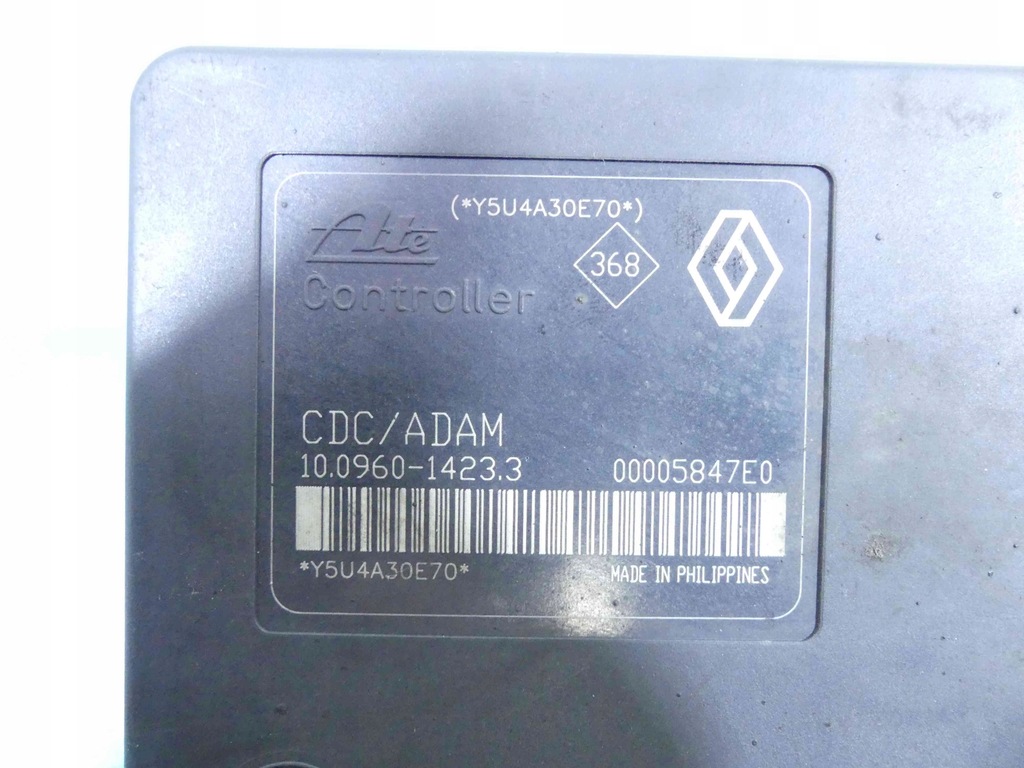 (*Y5U4A30E70*)
Ate
368
Controller
CDC/ADAM
10.0960-1423.3 00005847E0
*Y5U4A30E70* MADE IN PHILIPPINES